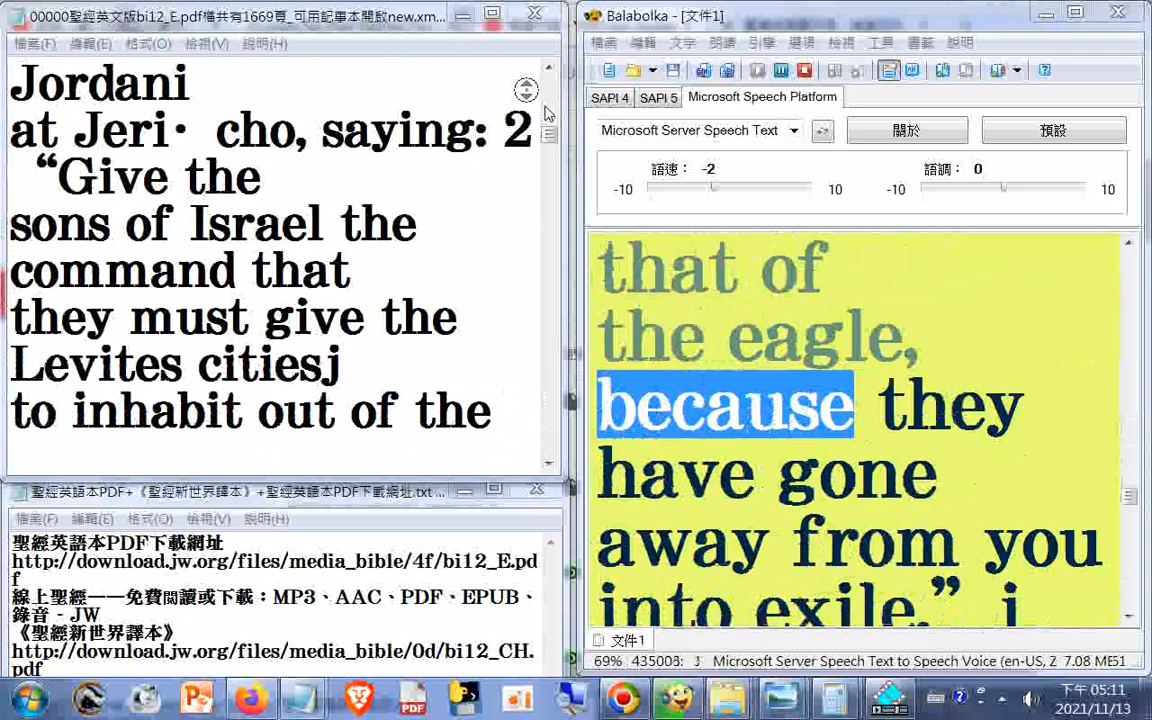 00000聖經英文版bi12_E.pdf檔共有1669頁_可用記事本開啟new.xm...
檔案(F) 編輯(E) 格式(O) 檢視(V) 說明(H)
Jordani
at Jeri· cho, saying: 2
“Give the
sons of Israel the
command that
they must give the
Levites citiesj
to inhabit out of the
聖經英語本PDF+《聖經新世界譯本》+聖經英語本PDF下載網址.txt ...
檔案(F) 編輯(E) 格式(O) 檢視(V) 說明(H)
聖經英語本PDF下載網址
http://download.jw.org/files/media_bible/4f/bi12_E.pd
f
線上聖經——免費閱讀或下載：MP3、AAC、PDF、EPUB、
錄音 - JW
《聖經新世界譯本》
http://download.jw.org/files/media_bible/0d/bi12_CH.
pdf
Balabolka - [文件1]
檔案 編輯 文字 朗讀 引擎 選項 檢視 工具 書籤 說明
SAPI 4 SAPI 5 Microsoft Speech Platform
Microsoft Server Speech Text 關於 預設
語速： -2 語調： 0
-10 10 -10 10
that of
the eagle,
because they
have gone
away from you
into exile.” j
文件1
69% Microsoft Server Speech Text to Speech Voice (en-US, Z 7.08 ME51
下午 05:11
2021/11/13